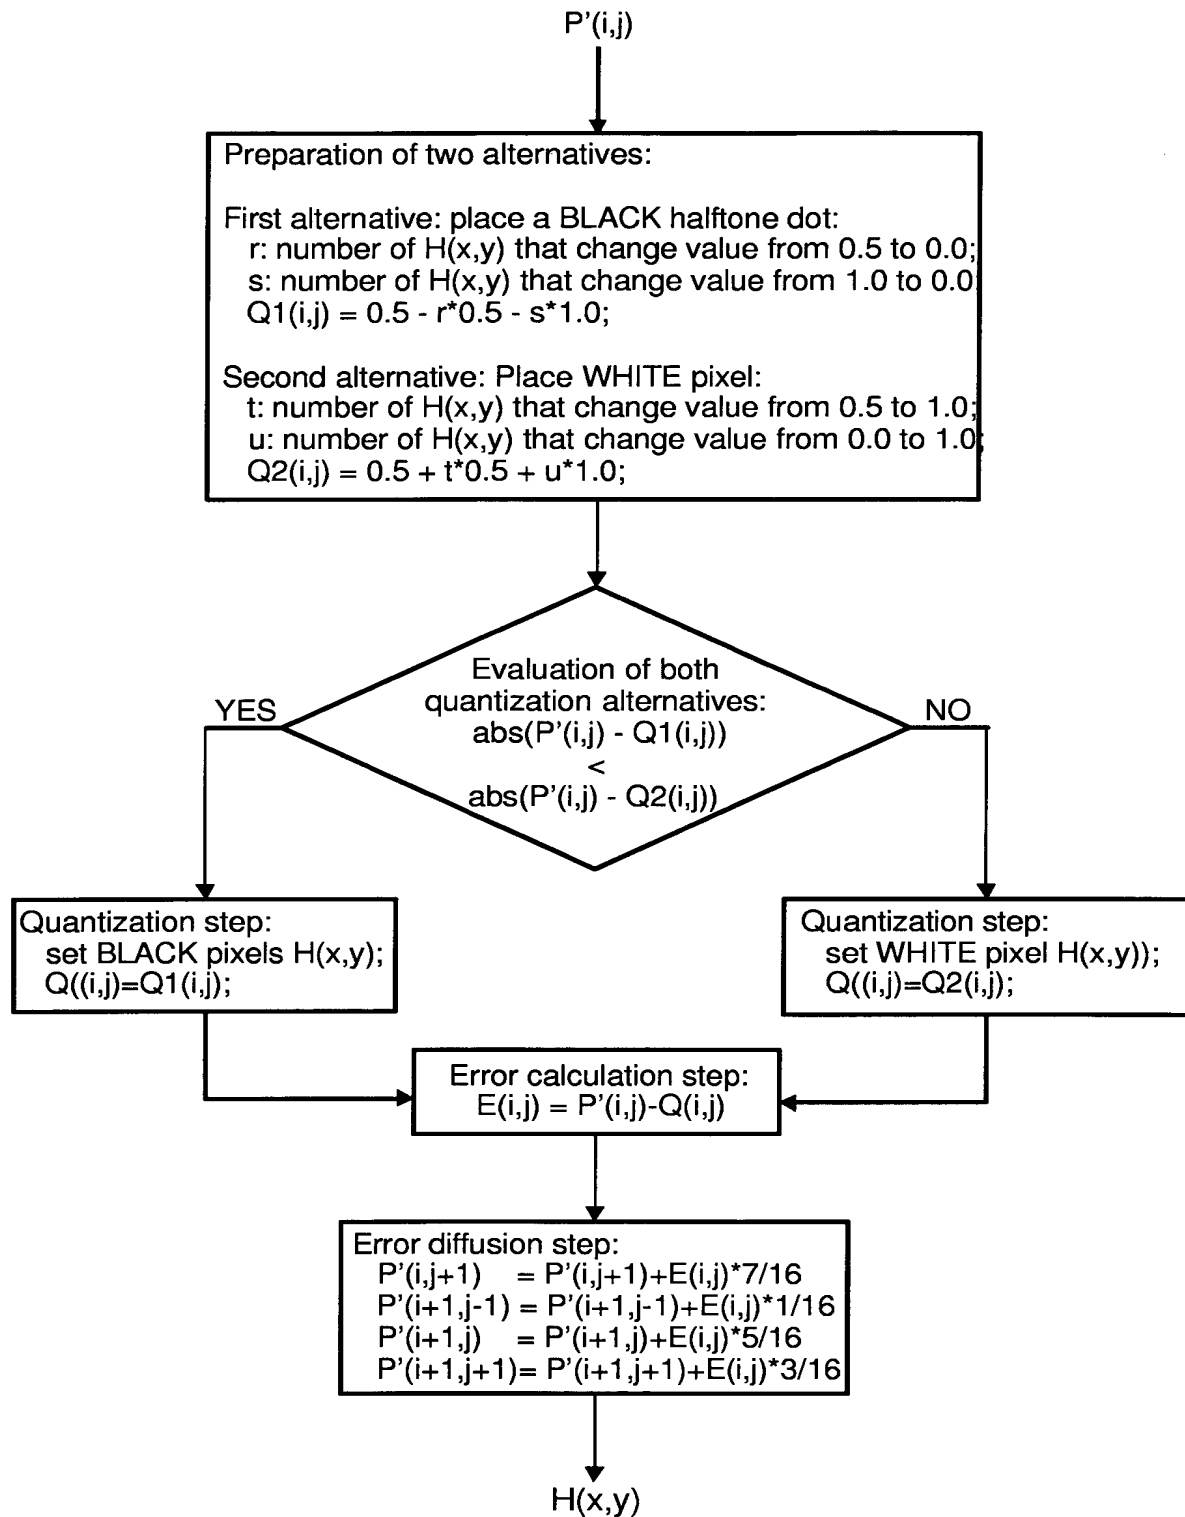 P'(i,j)
Preparation of two alternatives:
First alternative: place a BLACK halftone dot:
r: number of H(x,y) that change value from 0.5 to 0.0;
s: number of H(x,y) that change value from 1.0 to 0.0;
Q1(i,j) = 0.5 - r*0.5 - s*1.0;
Second alternative: Place WHITE pixel:
t: number of H(x,y) that change value from 0.5 to 1.0;
u: number of H(x,y) that change value from 0.0 to 1.0;
Q2(i,j) = 0.5 + t*0.5 + u*1.0;
Evaluation of both
quantization alternatives:
abs(P'(i,j) - Q1(i,j))
<
abs(P'(i,j) - Q2(i,j))
YES
NO
Quantization step:
set BLACK pixels H(x,y);
Q((i,j)=Q1(i,j);
Quantization step:
set WHITE pixel H(x,y));
Q((i,j)=Q2(i,j);
Error calculation step:
E(i,j) = P'(i,j)-Q(i,j)
Error diffusion step:
P'(i,j+1) = P'(i,j+1)+E(i,j)*7/16
P'(i+1,j-1) = P'(i+1,j-1)+E(i,j)*1/16
P'(i+1,j) = P'(i+1,j)+E(i,j)*5/16
P'(i+1,j+1)= P'(i+1,j+1)+E(i,j)*3/16
H(x,y)